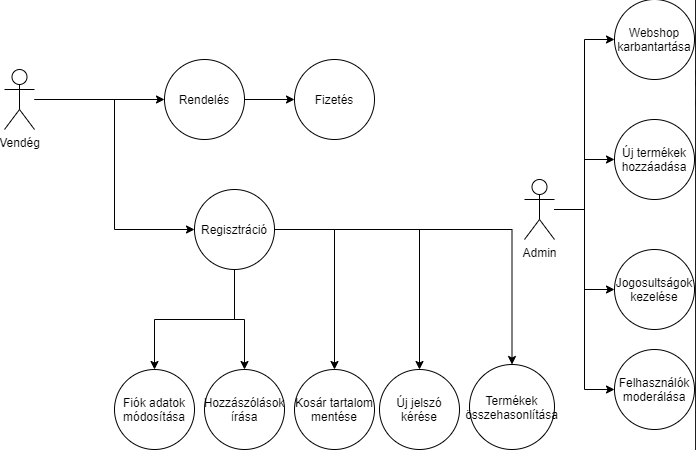 Vendég
Rendelés
Fizetés
Regisztráció
Fiók adatok
módosítása
Hozzászólások
írása
Kosár tartalom
mentése
Új jelszó
kérése
Termékek
összehasonlítása
Admin
Webshop
karbantartása
Új termékek
hozzáadása
Jogosultságok
kezelése
Felhasználók
moderálása